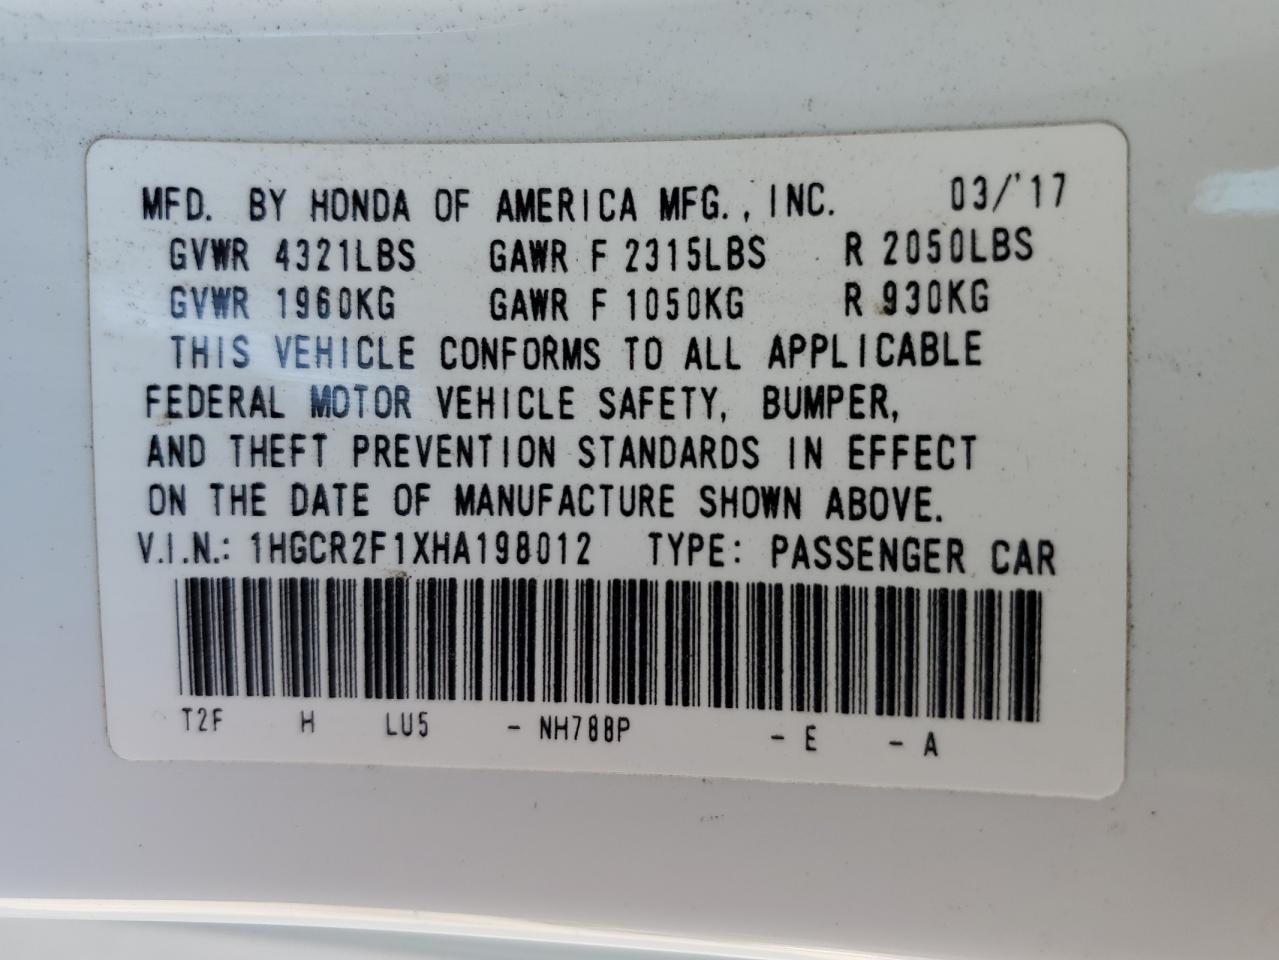 MFD. BY HONDA OF AMERICA MFG., INC. 03/'17
GVWR 4321LBS GAWR F 2315LBS R 2050LBS
GVWR 1960KG GAWR F 1050KG R 930KG
THIS VEHICLE CONFORMS TO ALL APPLICABLE
FEDERAL MOTOR VEHICLE SAFETY, BUMPER,
AND THEFT PREVENTION STANDARDS IN EFFECT
ON THE DATE OF MANUFACTURE SHOWN ABOVE.
V.I.N.: 1HGCR2F1XHA198012 TYPE: PASSENGER CAR
T2F H LU5 - NH788P - E - A